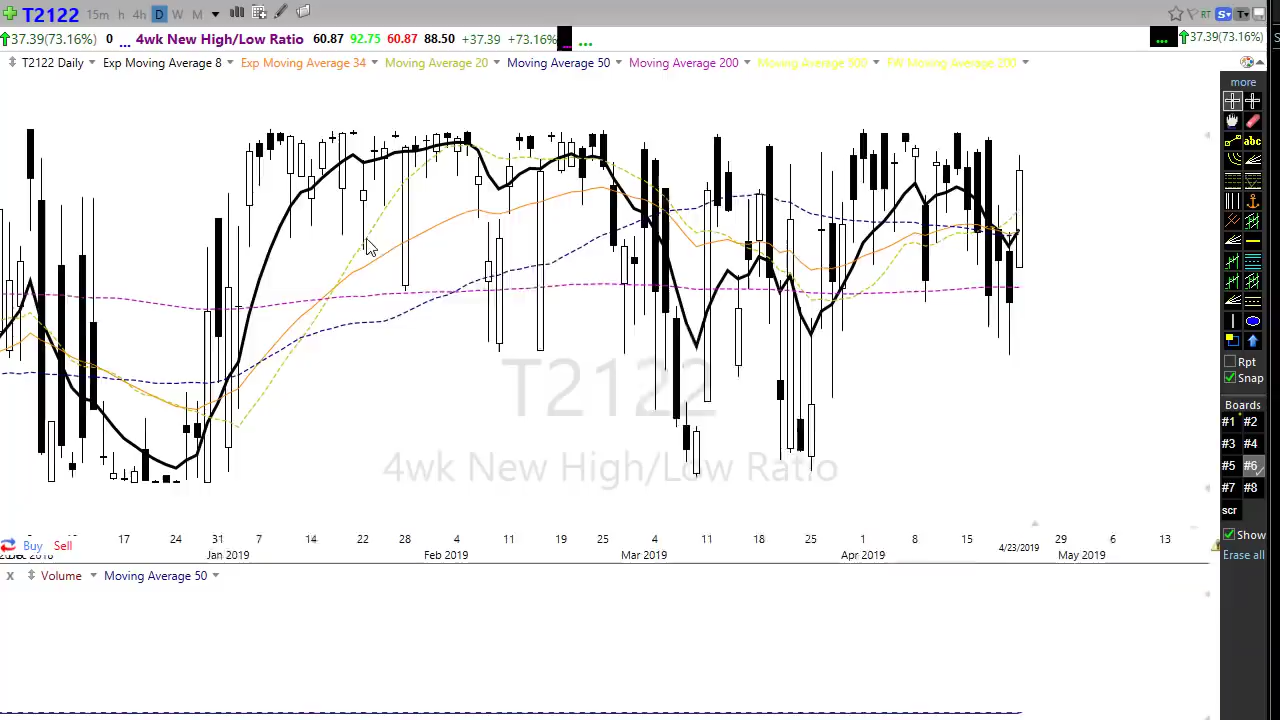 T2122 15m h 4h D W M RT S T
37.39(73.16%) 0 ... 4wk New High/Low Ratio 60.87 92.75 60.87 88.50 +37.39 +73.16% ... ... ... 37.39(73.16%)
T2122 Daily Exp Moving Average 8 Exp Moving Average 34 Moving Average 20 Moving Average 50 Moving Average 200 Moving Average 500 FW Moving Average 200
more
abc
Rpt
Snap
T2122
4wk New High/Low Ratio
Boards
#1 #2
#3 #4
#5 #6
#7 #8
scr
Show
Erase all
17 24 31 7 14 22 28 4 11 19 25 4 11 18 25 1 8 15 4/23/2019 29 6 13
Buy Sell
2018 Jan 2019 Feb 2019 Mar 2019 Apr 2019 May 2019
x Volume Moving Average 50